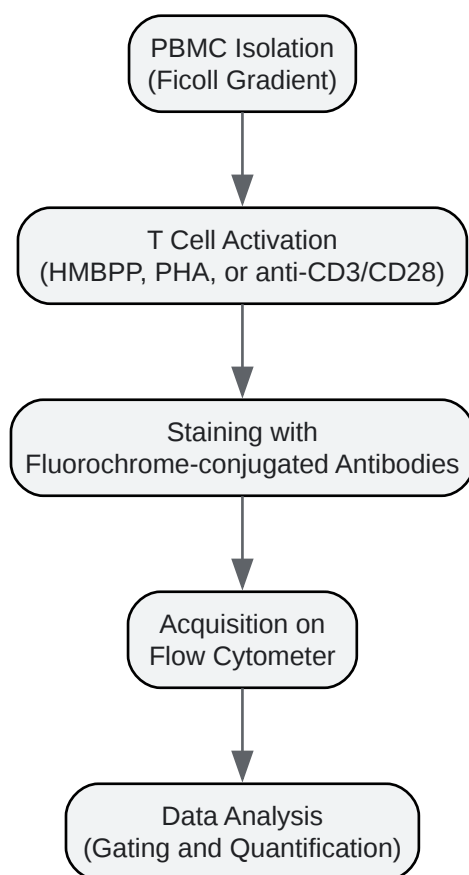 PBMC Isolation
(Ficoll Gradient)
T Cell Activation
(HMBPP, PHA, or anti-CD3/CD28)
Staining with
Fluorochrome-conjugated Antibodies
Acquisition on
Flow Cytometer
Data Analysis
(Gating and Quantification)